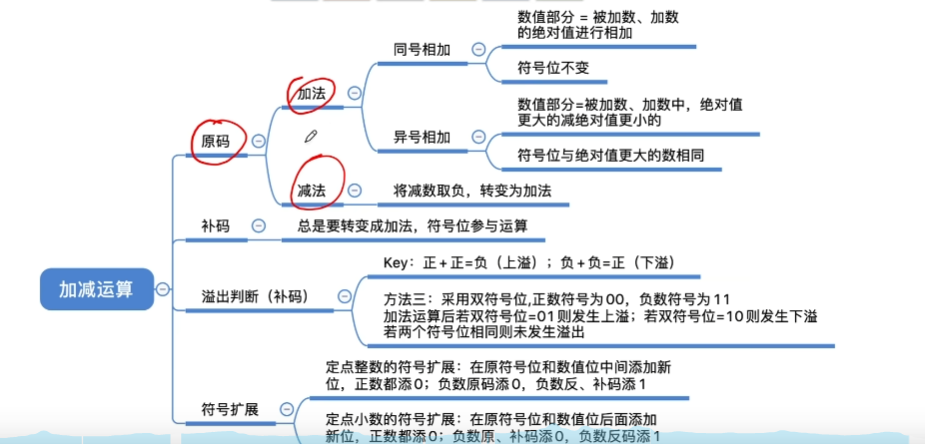 数值部分 = 被加数、加数
的绝对值进行相加
同号相加
符号位不变
加法
数值部分=被加数、加数中，绝对值
更大的减绝对值更小的
异号相加
原码
符号位与绝对值更大的数相同
减法
将减数取负，转变为加法
补码
总是要转变成加法，符号位参与运算
Key：正+正=负（上溢）；负+负=正（下溢）
加减运算
溢出判断（补码）
方法三：采用双符号位,正数符号为00，负数符号为11
加法运算后若双符号位=01则发生上溢；若双符号位=10则发生下溢
若两个符号位相同则未发生溢出
定点整数的符号扩展：在原符号位和数值位中间添加新
位，正数都添0；负数原码添0，负数反、补码添1
符号扩展
定点小数的符号扩展：在原符号位和数值位后面添加
新位，正数都添0；负数原、补码添0，负数反码添1